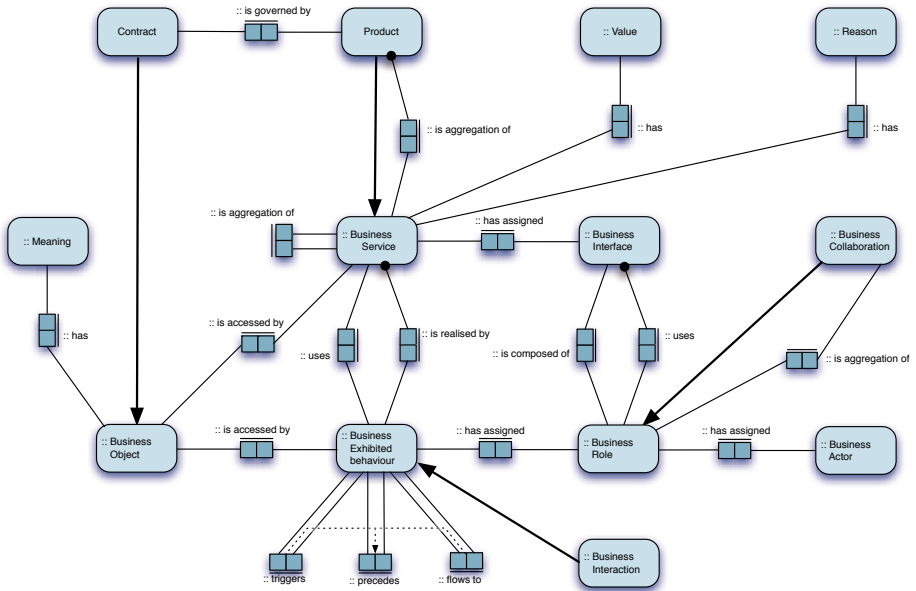 :: is governed by
Contract
Product
:: Value
:: Reason
:: is aggregation of
:: has
:: has
:: is aggregation of
:: has assigned
:: Meaning
:: Business
Service
:: Business
Interface
:: Business
Collaboration
:: has
:: is accessed by
:: uses
:: is realised by
:: is composed of
:: uses
:: is aggregation of
:: Business
Object
:: is accessed by
:: Business
Exhibited
behaviour
:: has assigned
:: Business
Role
:: has assigned
:: Business
Actor
:: triggers
:: precedes
:: flows to
:: Business
Interaction